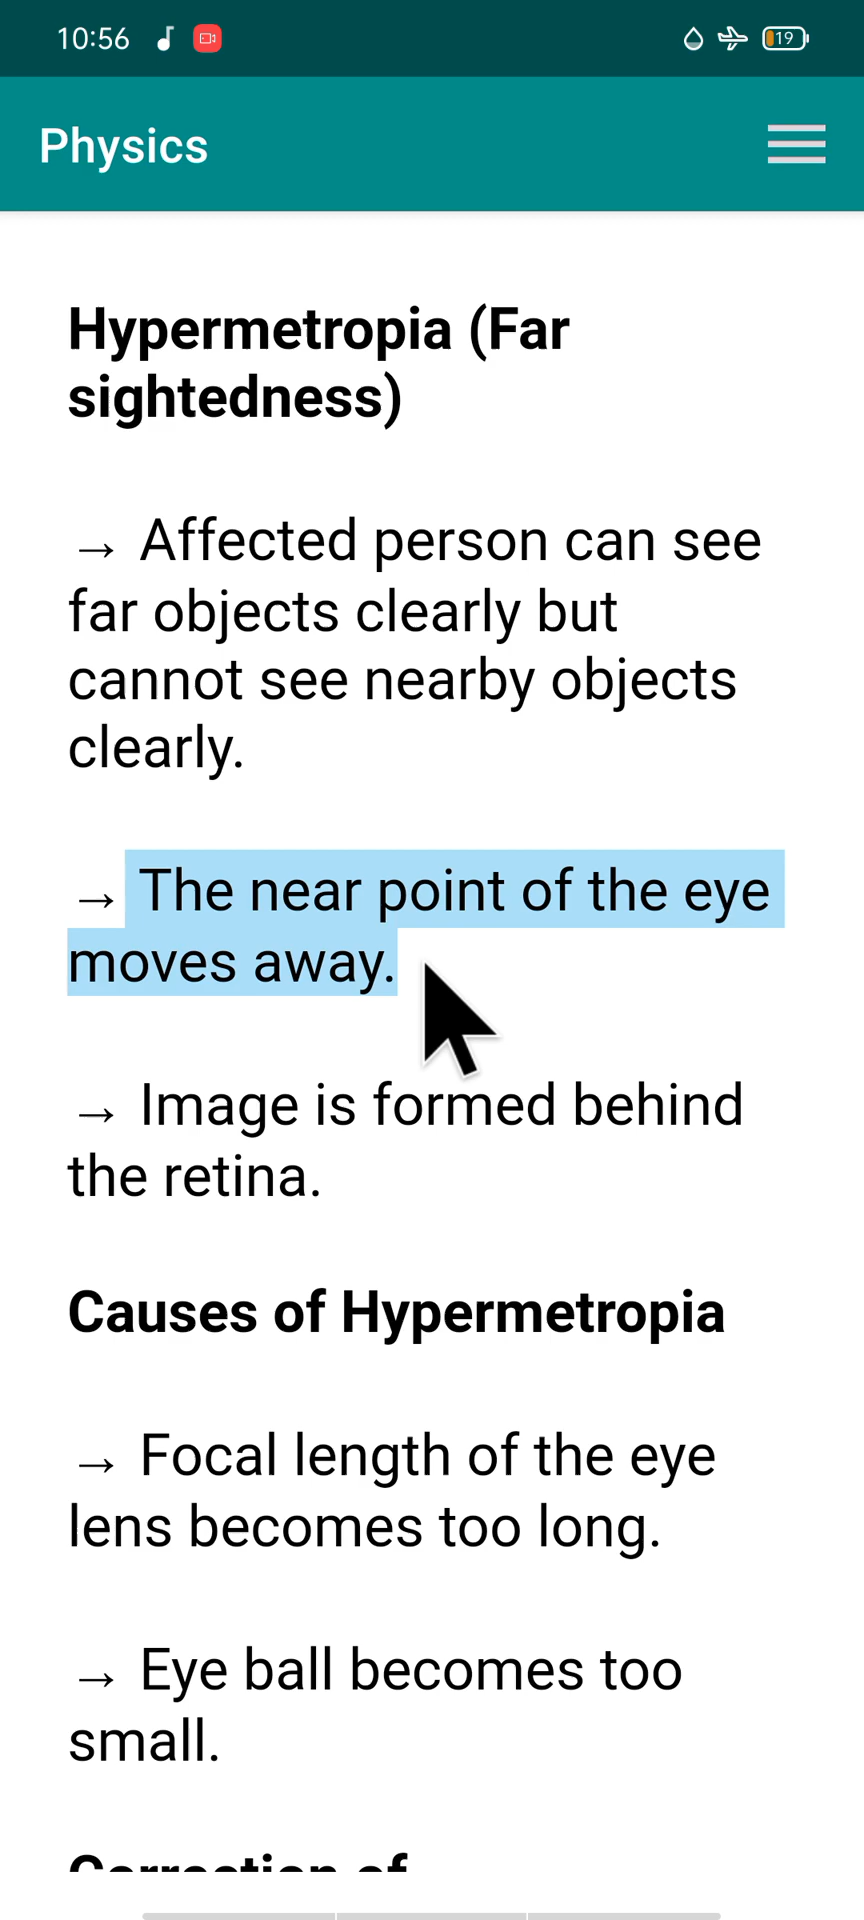 10:56
19
Physics
Hypermetropia (Far
sightedness)
→ Affected person can see
far objects clearly but
cannot see nearby objects
clearly.
→ The near point of the eye
moves away.
→ Image is formed behind
the retina.
Causes of Hypermetropia
→ Focal length of the eye
lens becomes too long.
→ Eye ball becomes too
small.
Correction of